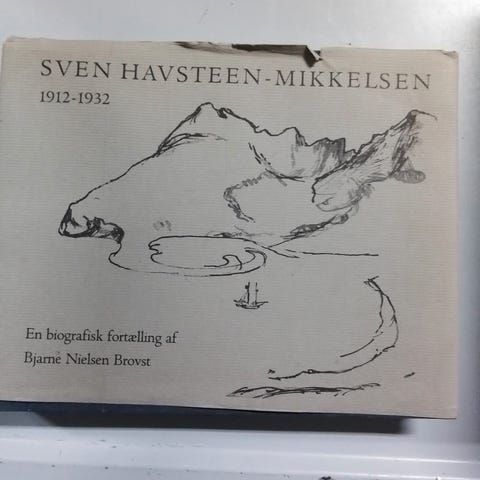 SVEN HAVSTEEN-MIKKELSEN
1912-1932
En biografisk fortælling af
Bjarne Nielsen Brovst